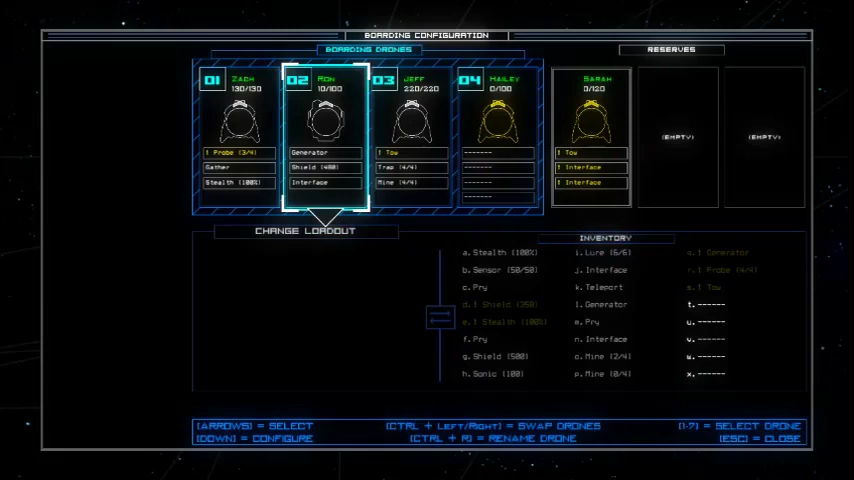 BOARDING CONFIGURATION
BOARDING DRONES
RESERVES
01 ZACH
130/130
! Probe (3/4)
Gather
Stealth (100%)
02 RON
10/100
Generator
Shield (480)
Interface
03 JEFF
220/220
! Tow
Trap (4/4)
Mine (4/4)
04 HAILEY
0/100
-------
-------
-------
-------
SARAH
0/120
! Tow
! Interface
! Interface
(EMPTY)
(EMPTY)
CHANGE LOADOUT
INVENTORY
a. Stealth (100%)
b. Sensor (50/50)
c. Pry
d. ! Shield (350)
e. ! Stealth (100%)
f. Pry
g. Shield (500)
h. Sonic (100)
i. Lure (6/6)
j. Interface
k. Teleport
l. Generator
m. Pry
n. Interface
o. Mine (2/4)
p. Mine (0/4)
q. ! Generator
r. ! Probe (4/4)
s. ! Tow
t. ------
u. ------
v. ------
w. ------
x. ------
[ARROWS] = SELECT
[CTRL + LEFT/RIGHT] = SWAP DRONES
[1-7] = SELECT DRONE
[DOWN] = CONFIGURE
[CTRL + R] = RENAME DRONE
[ESC] = CLOSE